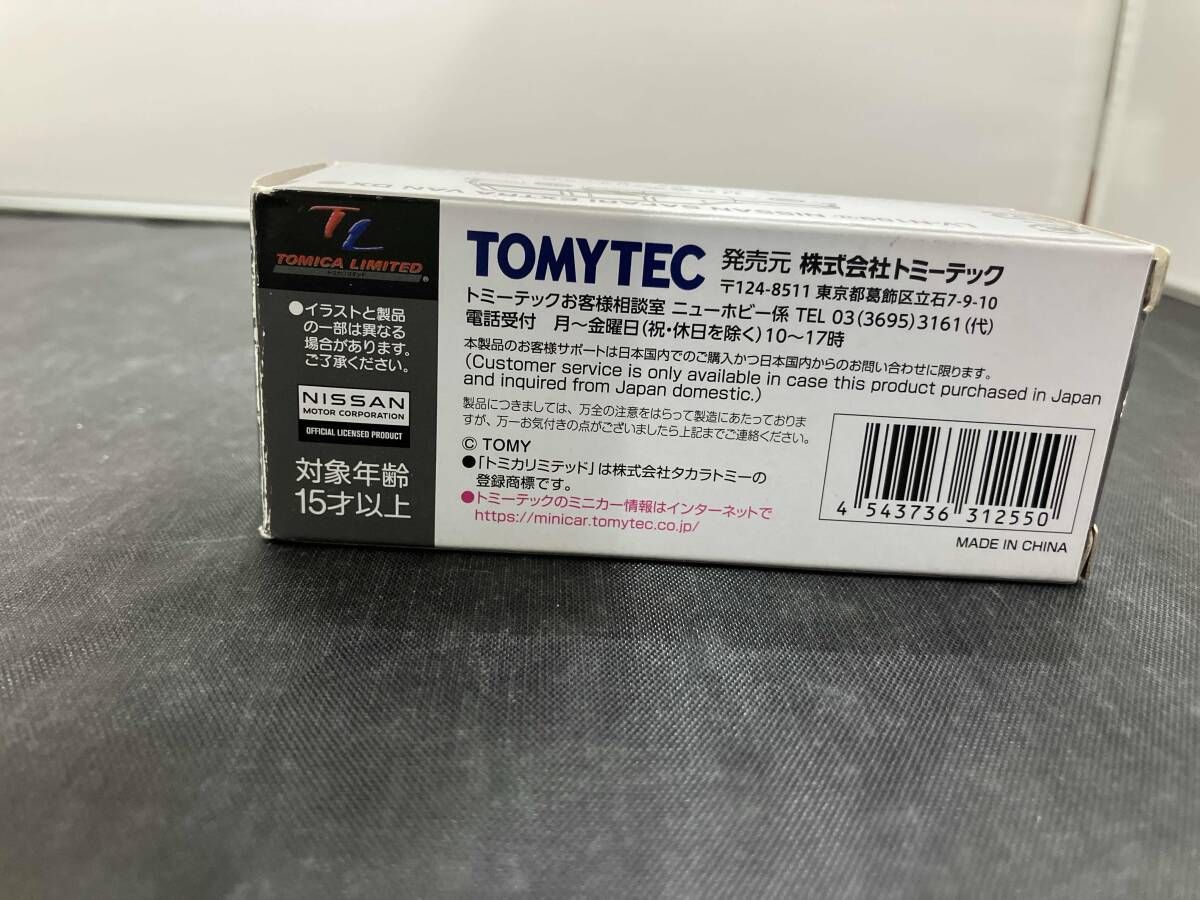 NISSAN SAFARI EXTRA VAN DX
TL
TOMICA LIMITED
●イラストと製品
の一部は異なる
場合があります。
ご了承ください。
NISSAN
MOTOR CORPORATION
OFFICIAL LICENSED PRODUCT
対象年齢
15才以上
TOMYTEC 発売元 株式会社トミーテック
〒124-8511 東京都葛飾区立石7-9-10
トミーテックお客様相談室 ニューホビー係 TEL 03(3695)3161(代)
電話受付 月〜金曜日(祝・休日を除く)10〜17時
本製品のお客様サポートは日本国内でのご購入かつ日本国内からのお問い合わせに限ります。
(Customer service is only available in case this product purchased in Japan
and inquired from Japan domestic.)
製品につきましては、万全の注意をはらって製造にあたっておりま
すが、万一お気付きの点がございましたら上記までご連絡ください。
© TOMY
●「トミカリミテッド」は株式会社タカラトミーの
登録商標です。
●トミーテックのミニカー情報はインターネットで
https://minicar.tomytec.co.jp/
4 543736 312550
MADE IN CHINA